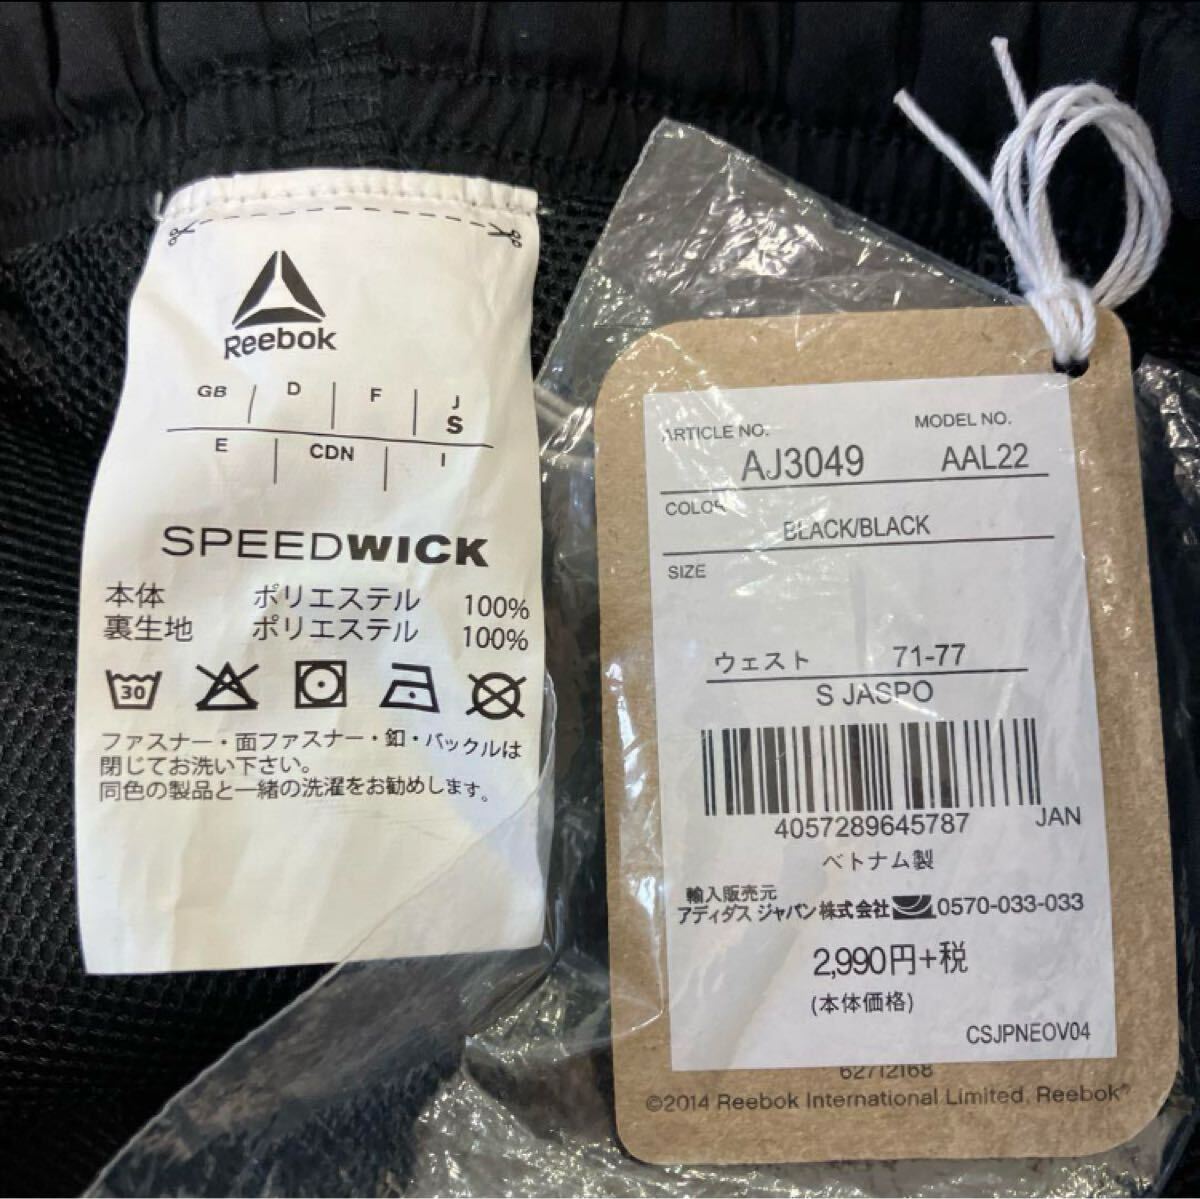 Reebok
GB D F J
S
E CDN I
SPEEDWICK
本体 ポリエステル 100%
裏生地 ポリエステル 100%
30
ファスナー・面ファスナー・釦・バックルは
閉じてお洗い下さい。
同色の製品と一緒の洗濯をお勧めします。
ARTICLE NO. MODEL NO.
AJ3049 AAL22
COLOR
BLACK/BLACK
SIZE
ウェスト 71-77
S JASPO
4057289645787 JAN
ベトナム製
輸入販売元
アディダス ジャパン株式会社 0570-033-033
2,990円+税
(本体価格)
CSJPNEOV04
62712168
©2014 Reebok International Limited. Reebok®